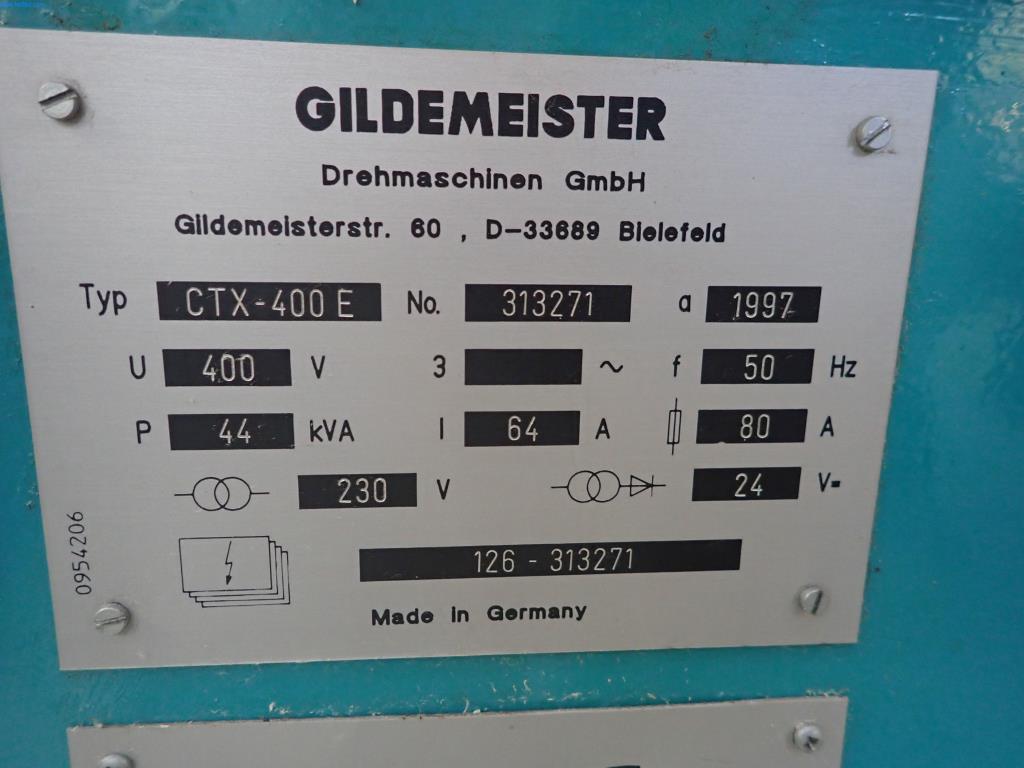 GILDEMEISTER
Drehmaschinen GmbH
Gildemeisterstr. 60 , D-33689 Bielefeld
Typ CTX-400 E No. 313271 a 1997
U 400 V 3 ~ f 50 Hz
P 44 kVA I 64 A 80 A
230 V 24 V=
126 - 313271
Made in Germany
0954206